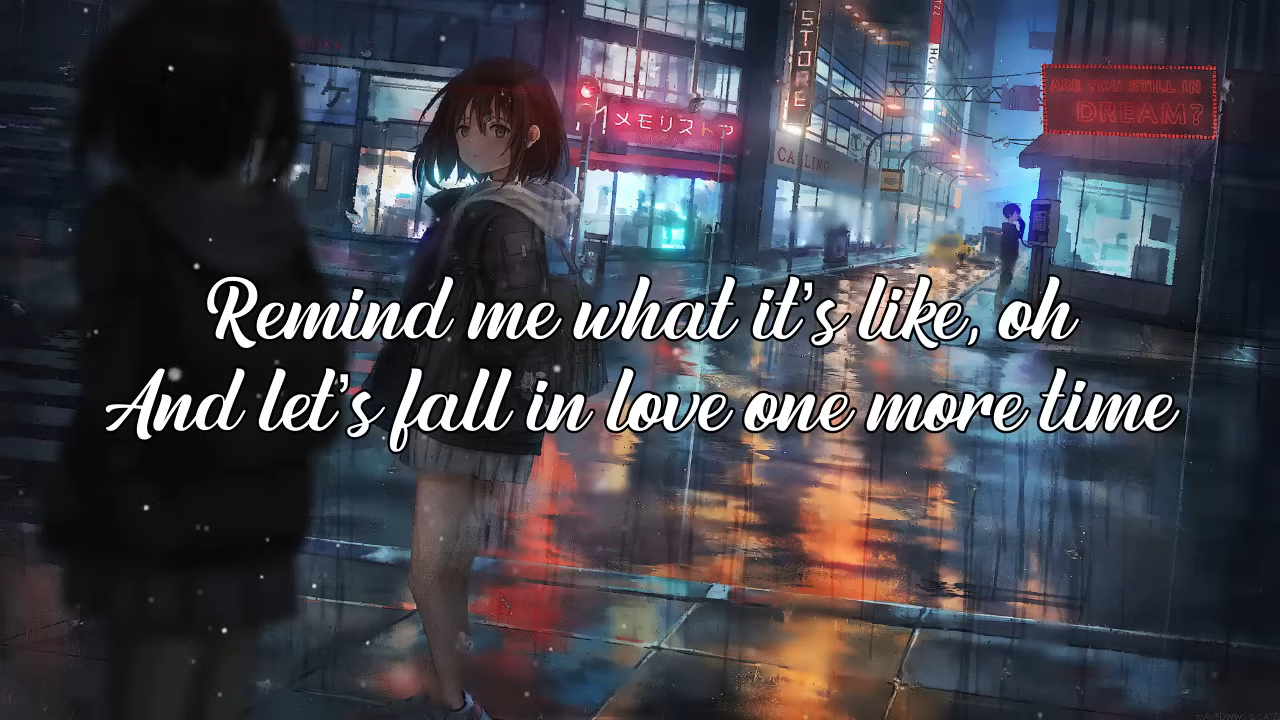 STORE
メモリストア
CALLING
ARE YOU STILL IN
DREAM?
Remind me what it's like, oh
And let's fall in love one more time